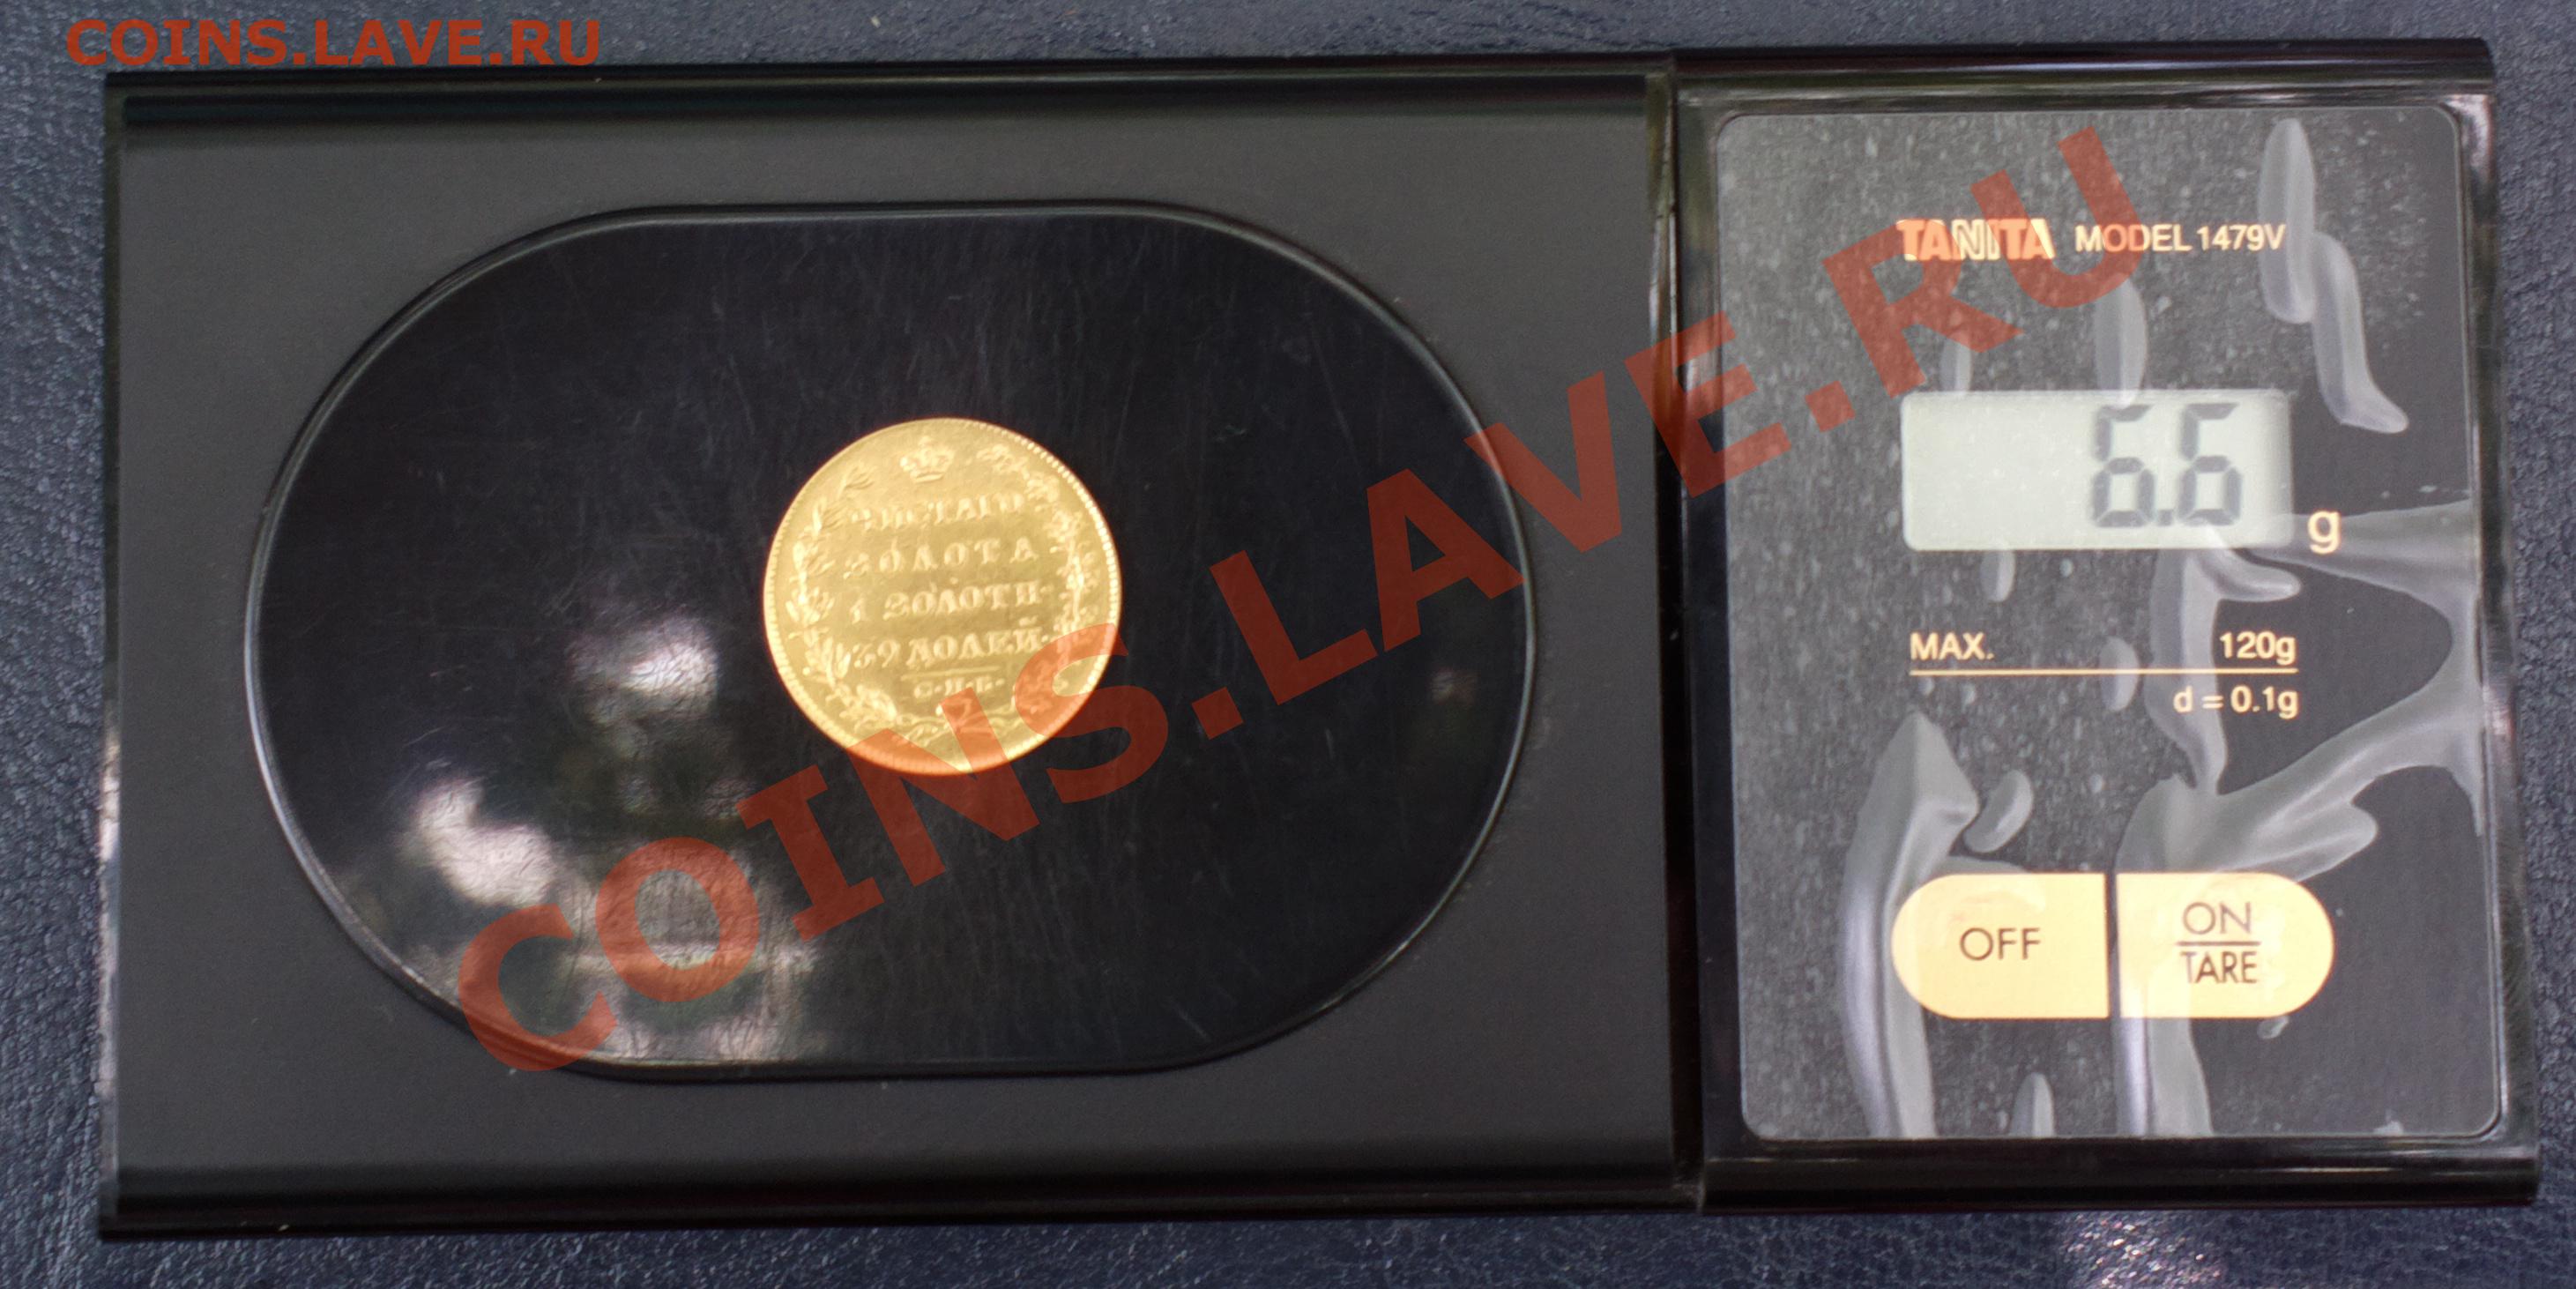 COINS.LAVE.RU
ЧИСТАГО
ЗОЛОТА
1 ЗОЛОТН·
39 ДОЛЕЙ·
С·П·Б·
TANITA MODEL 1479V
6.6 g
MAX. 120g
d = 0.1g
OFF
ON
TARE
COINS.LAVE.RU